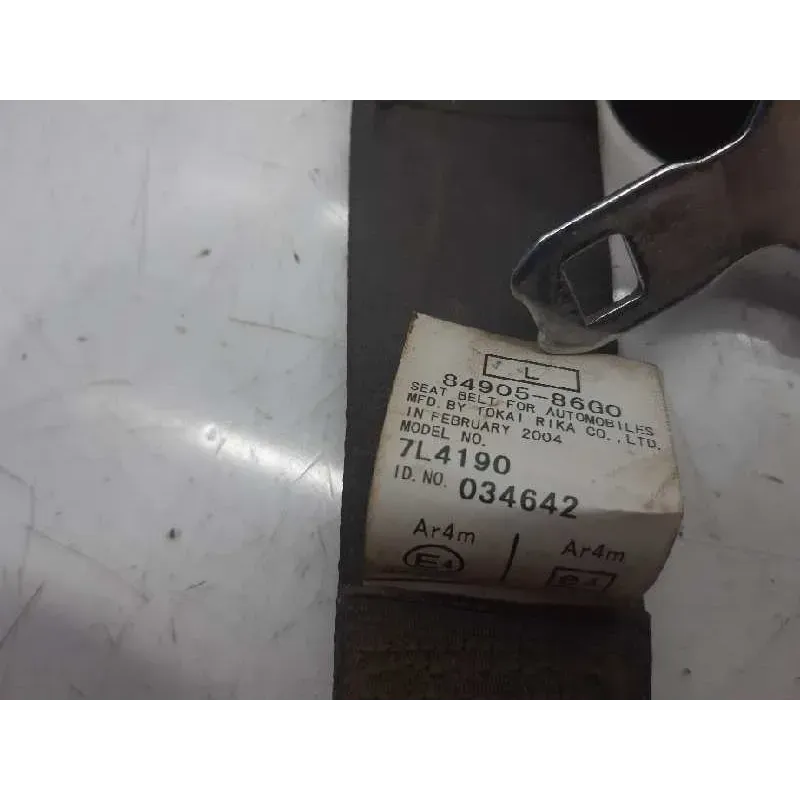 L
84905-86G0
SEAT BELT FOR AUTOMOBILES
MFD. BY TOKAI RIKA CO., LTD.
IN FEBRUARY 2004
MODEL NO.
7L4190
ID. NO. 034642
Ar4m Ar4m
E4 e4